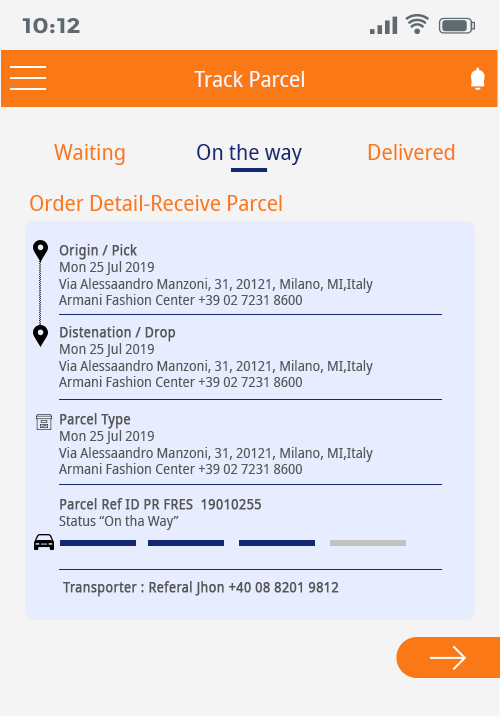 10:12
Track Parcel
Waiting On the way Delivered
Order Detail-Receive Parcel
Origin / Pick
Mon 25 Jul 2019
Via Alessaandro Manzoni, 31, 20121, Milano, MI,Italy
Armani Fashion Center +39 02 7231 8600
Distenation / Drop
Mon 25 Jul 2019
Via Alessaandro Manzoni, 31, 20121, Milano, MI,Italy
Armani Fashion Center +39 02 7231 8600
Parcel Type
Mon 25 Jul 2019
Via Alessaandro Manzoni, 31, 20121, Milano, MI,Italy
Armani Fashion Center +39 02 7231 8600
Parcel Ref ID PR FRES 19010255
Status “On tha Way”
Transporter : Referal Jhon +40 08 8201 9812